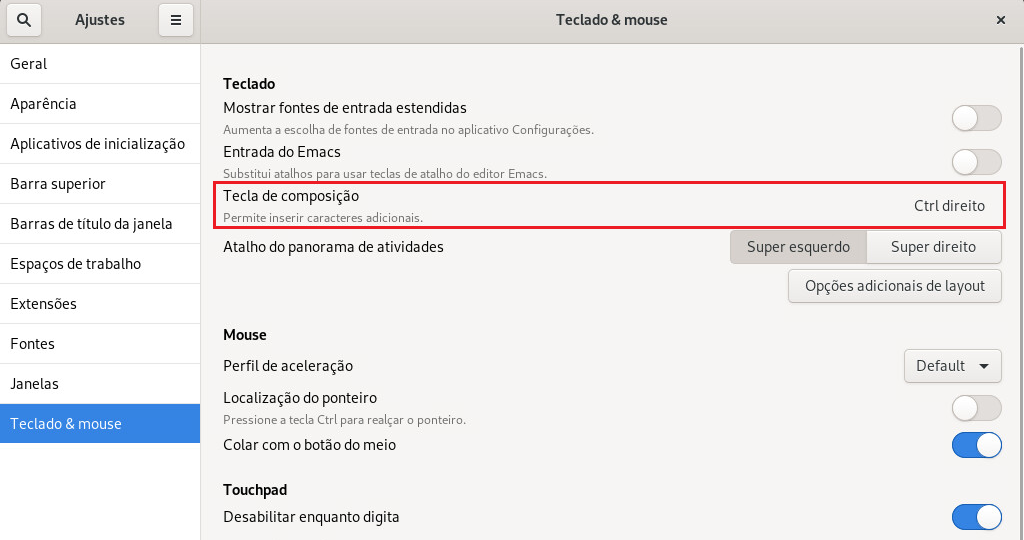 Ajustes
Teclado & mouse
Geral
Aparência
Aplicativos de inicialização
Barra superior
Barras de título da janela
Espaços de trabalho
Extensões
Fontes
Janelas
Teclado & mouse
Teclado
Mostrar fontes de entrada estendidas
Aumenta a escolha de fontes de entrada no aplicativo Configurações.
Entrada do Emacs
Substitui atalhos para usar teclas de atalho do editor Emacs.
Tecla de composição
Ctrl direito
Permite inserir caracteres adicionais.
Atalho do panorama de atividades
Super esquerdo
Super direito
Opções adicionais de layout
Mouse
Perfil de aceleração
Default
Localização do ponteiro
Pressione a tecla Ctrl para realçar o ponteiro.
Colar com o botão do meio
Touchpad
Desabilitar enquanto digita